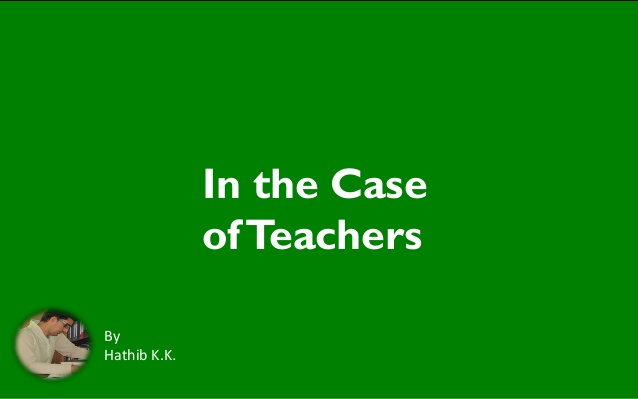 In the Case
of Teachers
By
Hathib K.K.